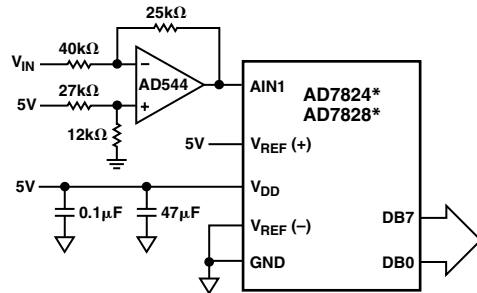 25kΩ
V_IN
40kΩ
−
AD544
+
27kΩ
5V
12kΩ
AIN1
AD7824*
AD7828*
5V
V_REF (+)
5V
V_DD
0.1µF
47µF
V_REF (−)
GND
DB7
DB0